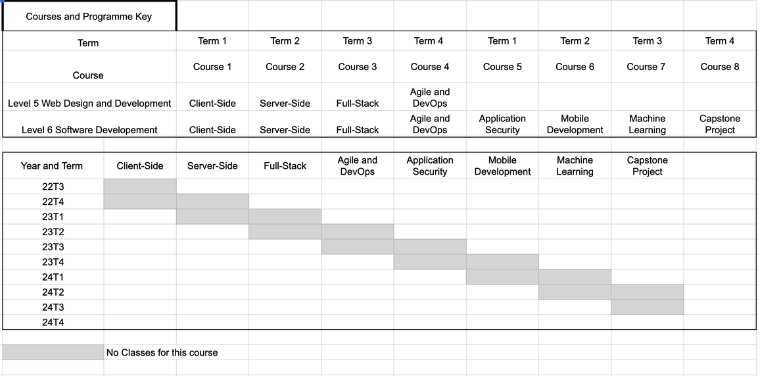 Courses and Programme Key
Term Term 1 Term 2 Term 3 Term 4 Term 1 Term 2 Term 3 Term 4
Course Course 1 Course 2 Course 3 Course 4 Course 5 Course 6 Course 7 Course 8
Level 5 Web Design and Development Client-Side Server-Side Full-Stack Agile and DevOps
Level 6 Software Developement Client-Side Server-Side Full-Stack Agile and DevOps Application Security Mobile Development Machine Learning Capstone Project
Year and Term Client-Side Server-Side Full-Stack Agile and DevOps Application Security Mobile Development Machine Learning Capstone Project
22T3
22T4
23T1
23T2
23T3
23T4
24T1
24T2
24T3
24T4
No Classes for this course